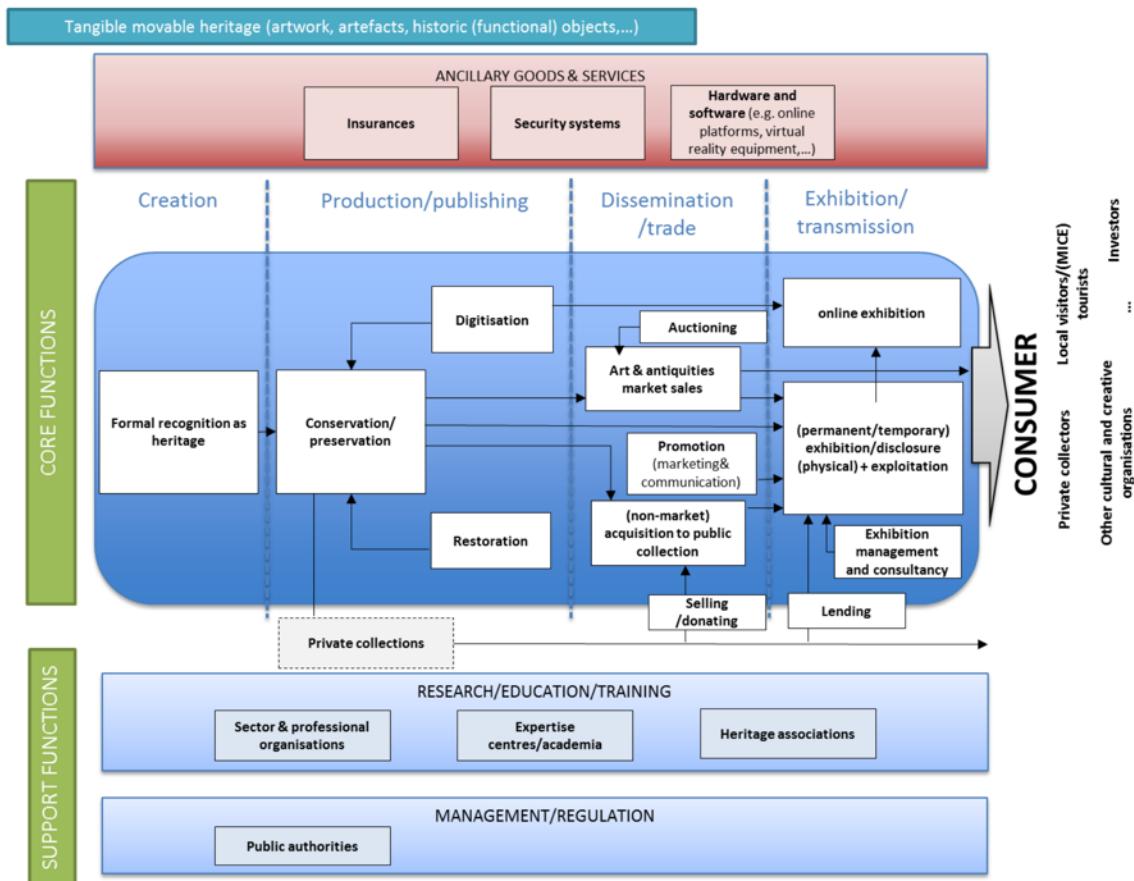 Tangible movable heritage (artwork, artefacts, historic (functional) objects,...)
ANCILLARY GOODS & SERVICES
Insurances
Security systems
Hardware and
software (e.g. online
platforms, virtual
reality equipment,...)
CORE FUNCTIONS
Creation
Production/publishing
Dissemination
/trade
Exhibition/
transmission
Digitisation
Auctioning
online exhibition
Art & antiquities
market sales
Formal recognition as
heritage
Conservation/
preservation
(permanent/temporary)
exhibition/disclosure
(physical) + exploitation
Promotion
(marketing&
communication)
(non-market)
acquisition to public
collection
Restoration
Exhibition
management
and consultancy
Selling
/donating
Lending
Private collections
CONSUMER
Private collectors
Local visitors/(MICE)
tourists
Other cultural and creative
organisations
...
Investors
SUPPORT FUNCTIONS
RESEARCH/EDUCATION/TRAINING
Sector & professional
organisations
Expertise
centres/academia
Heritage associations
MANAGEMENT/REGULATION
Public authorities